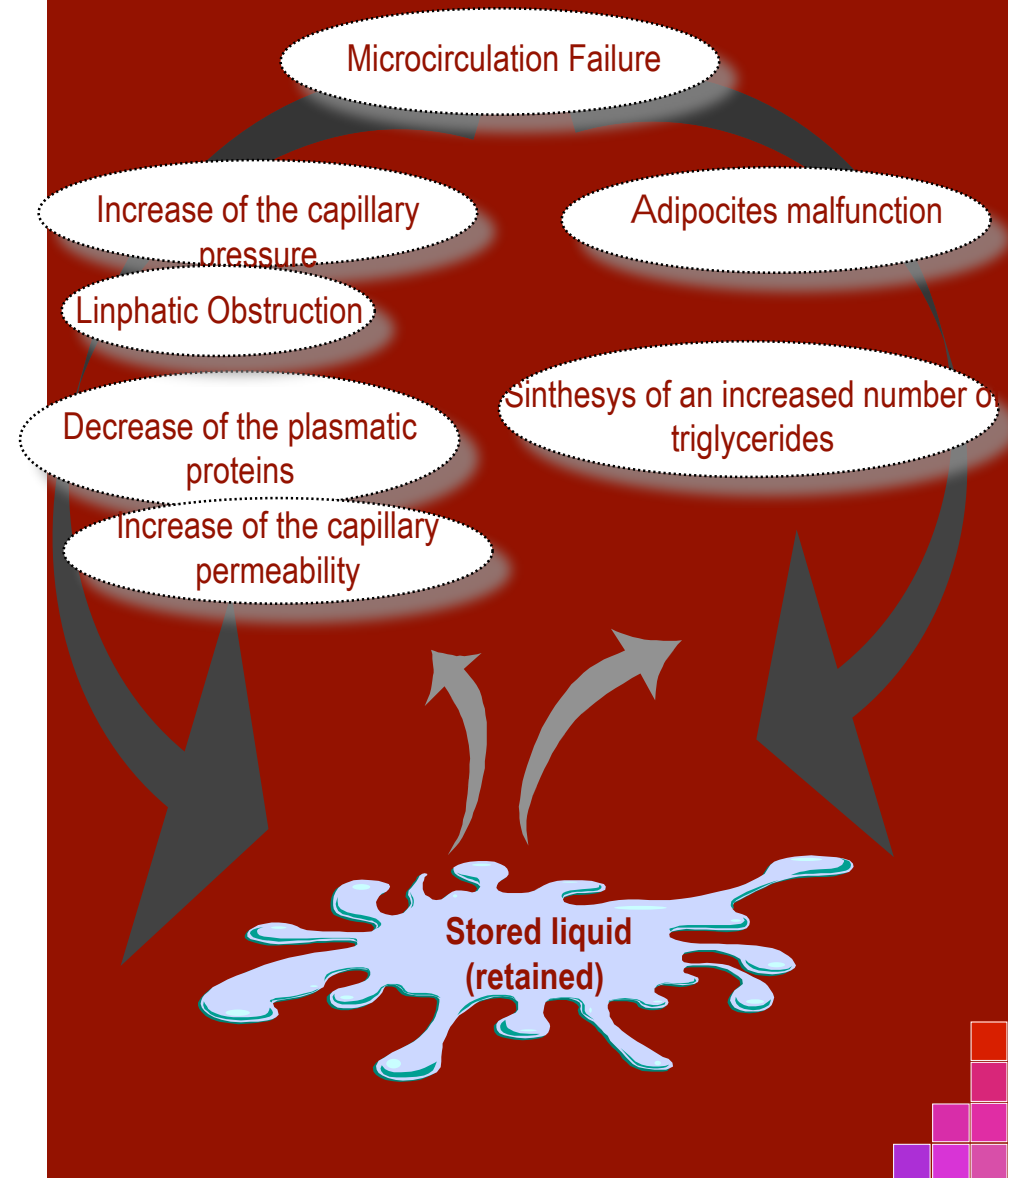 Microcirculation Failure
Increase of the capillary
pressure
Adipocites malfunction
Linphatic Obstruction
Sinthesys of an increased number of
triglycerides
Decrease of the plasmatic
proteins
Increase of the capillary
permeability
Stored liquid
(retained)